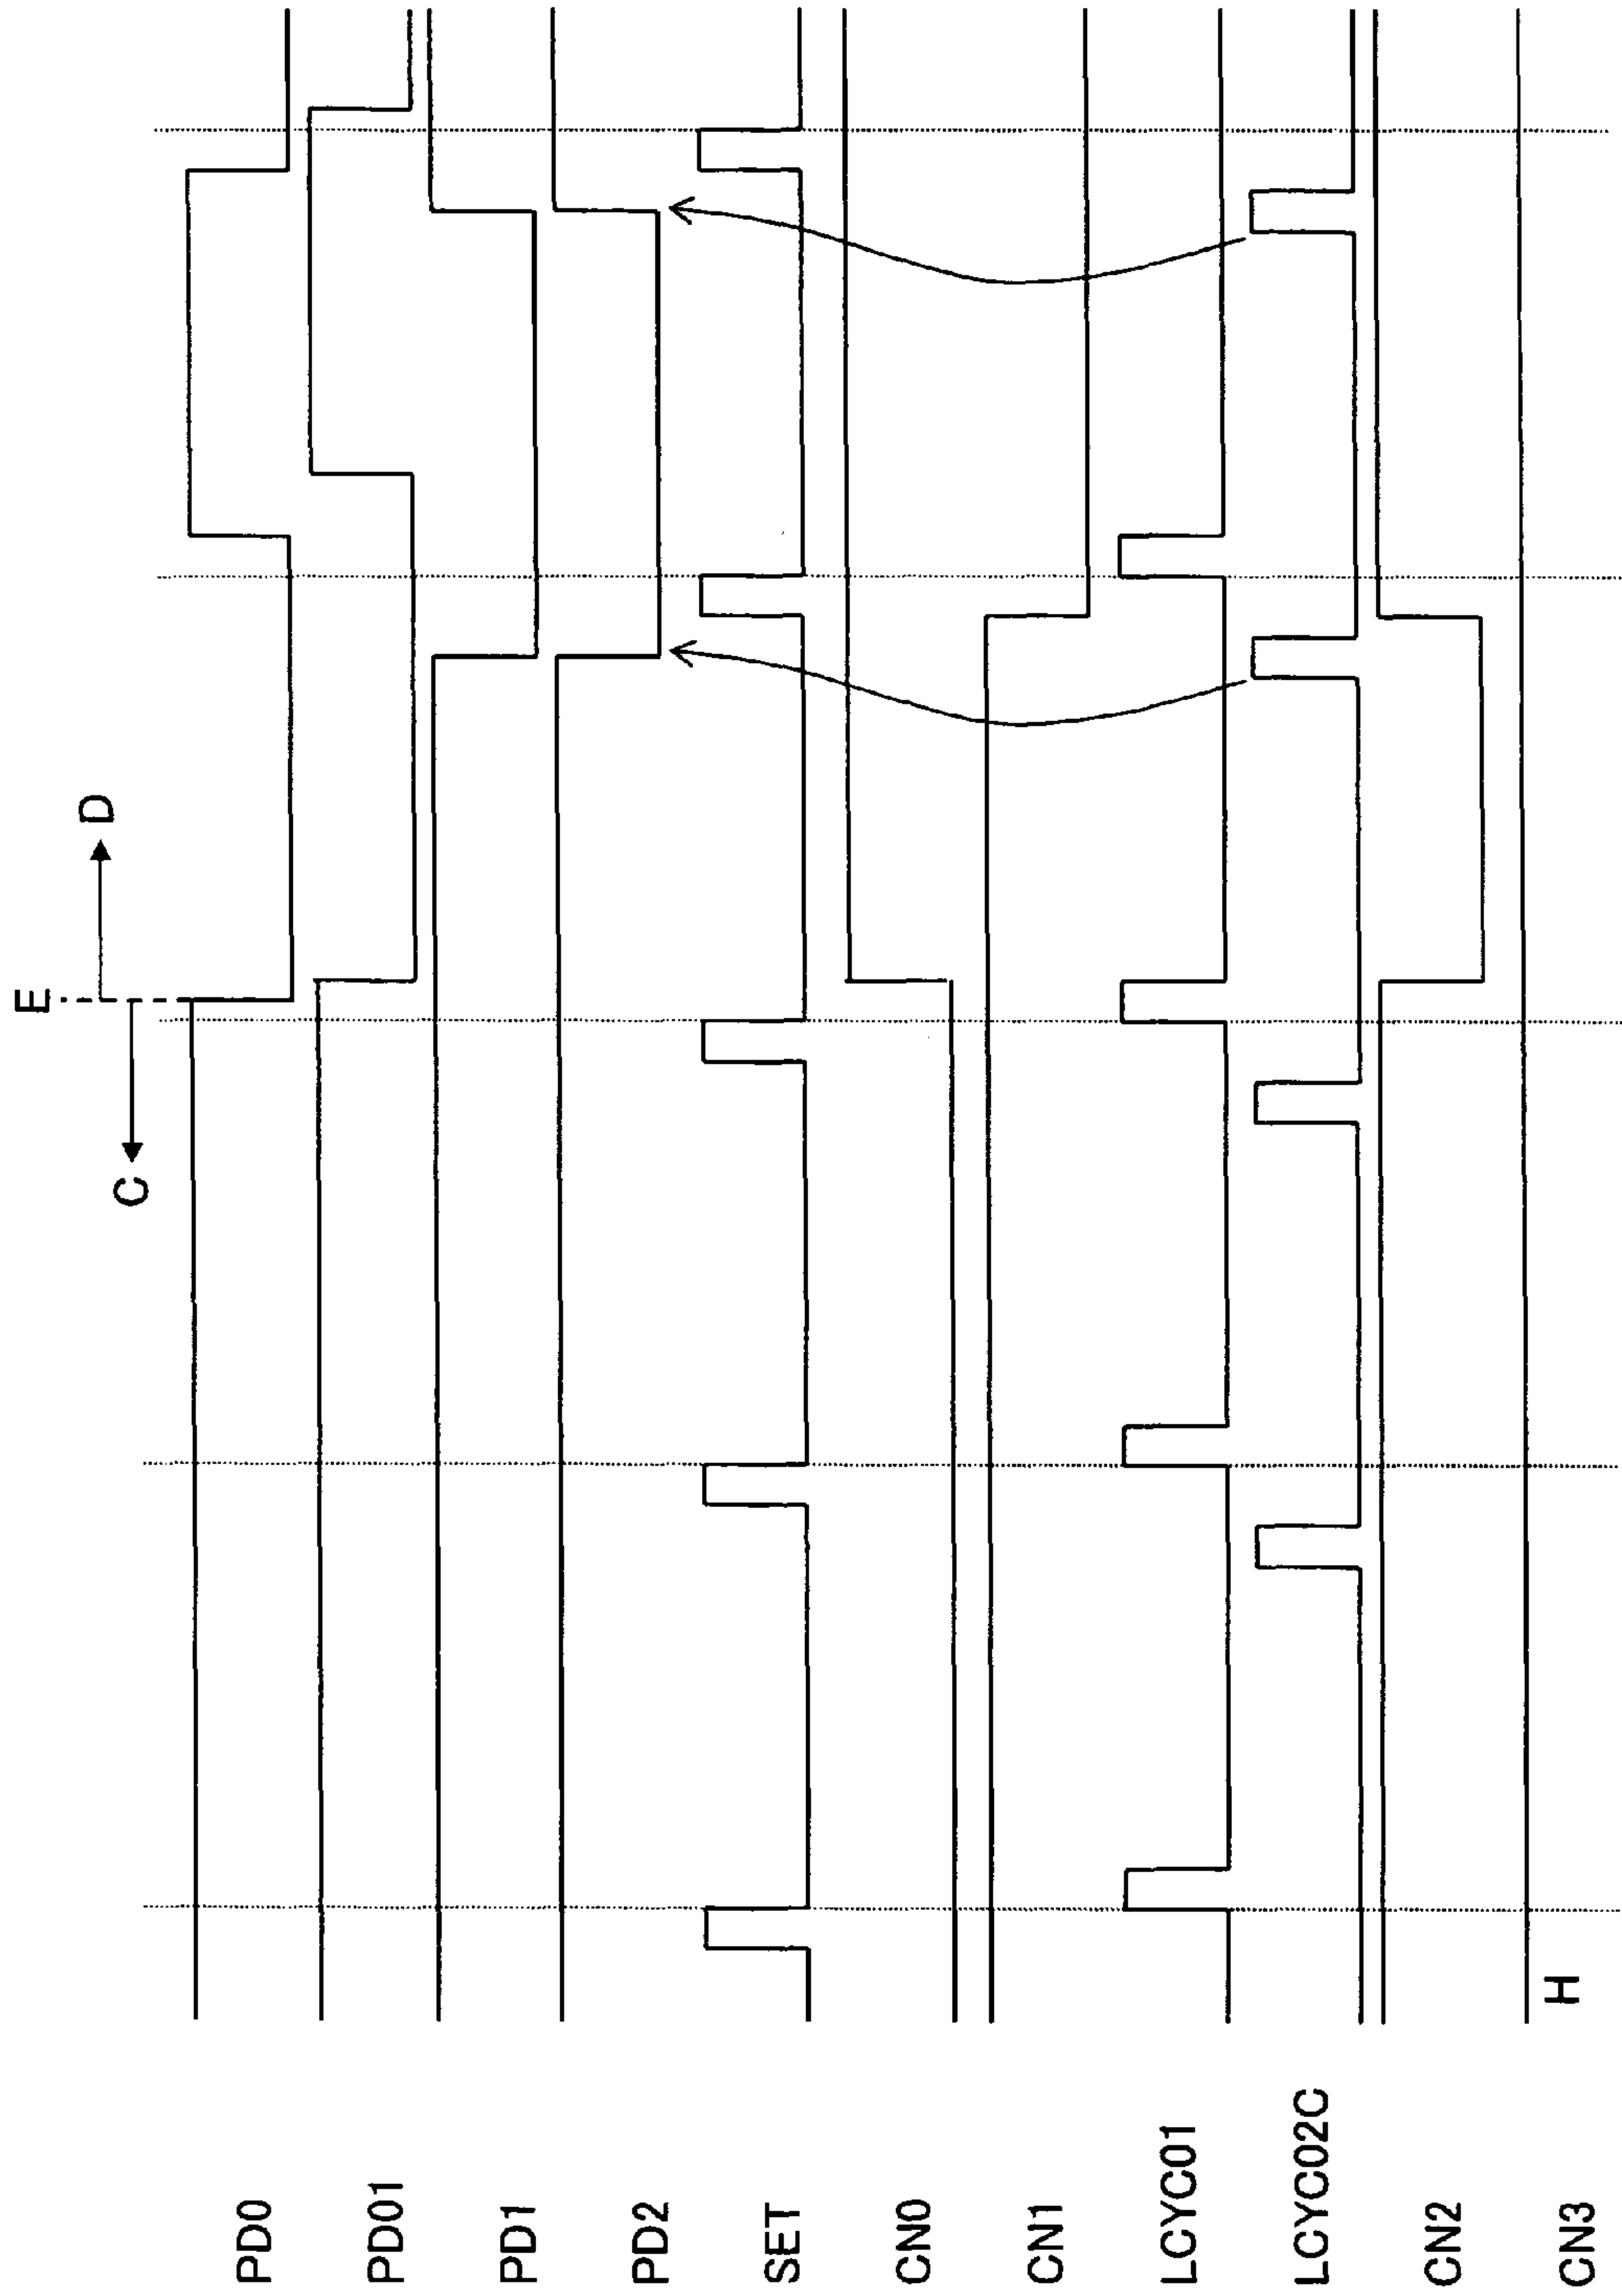 E
D
C
PD0
PD01
PD1
PD2
SET
CN0
CN1
LCYC01
LCYC02C
CN2
CN3
H